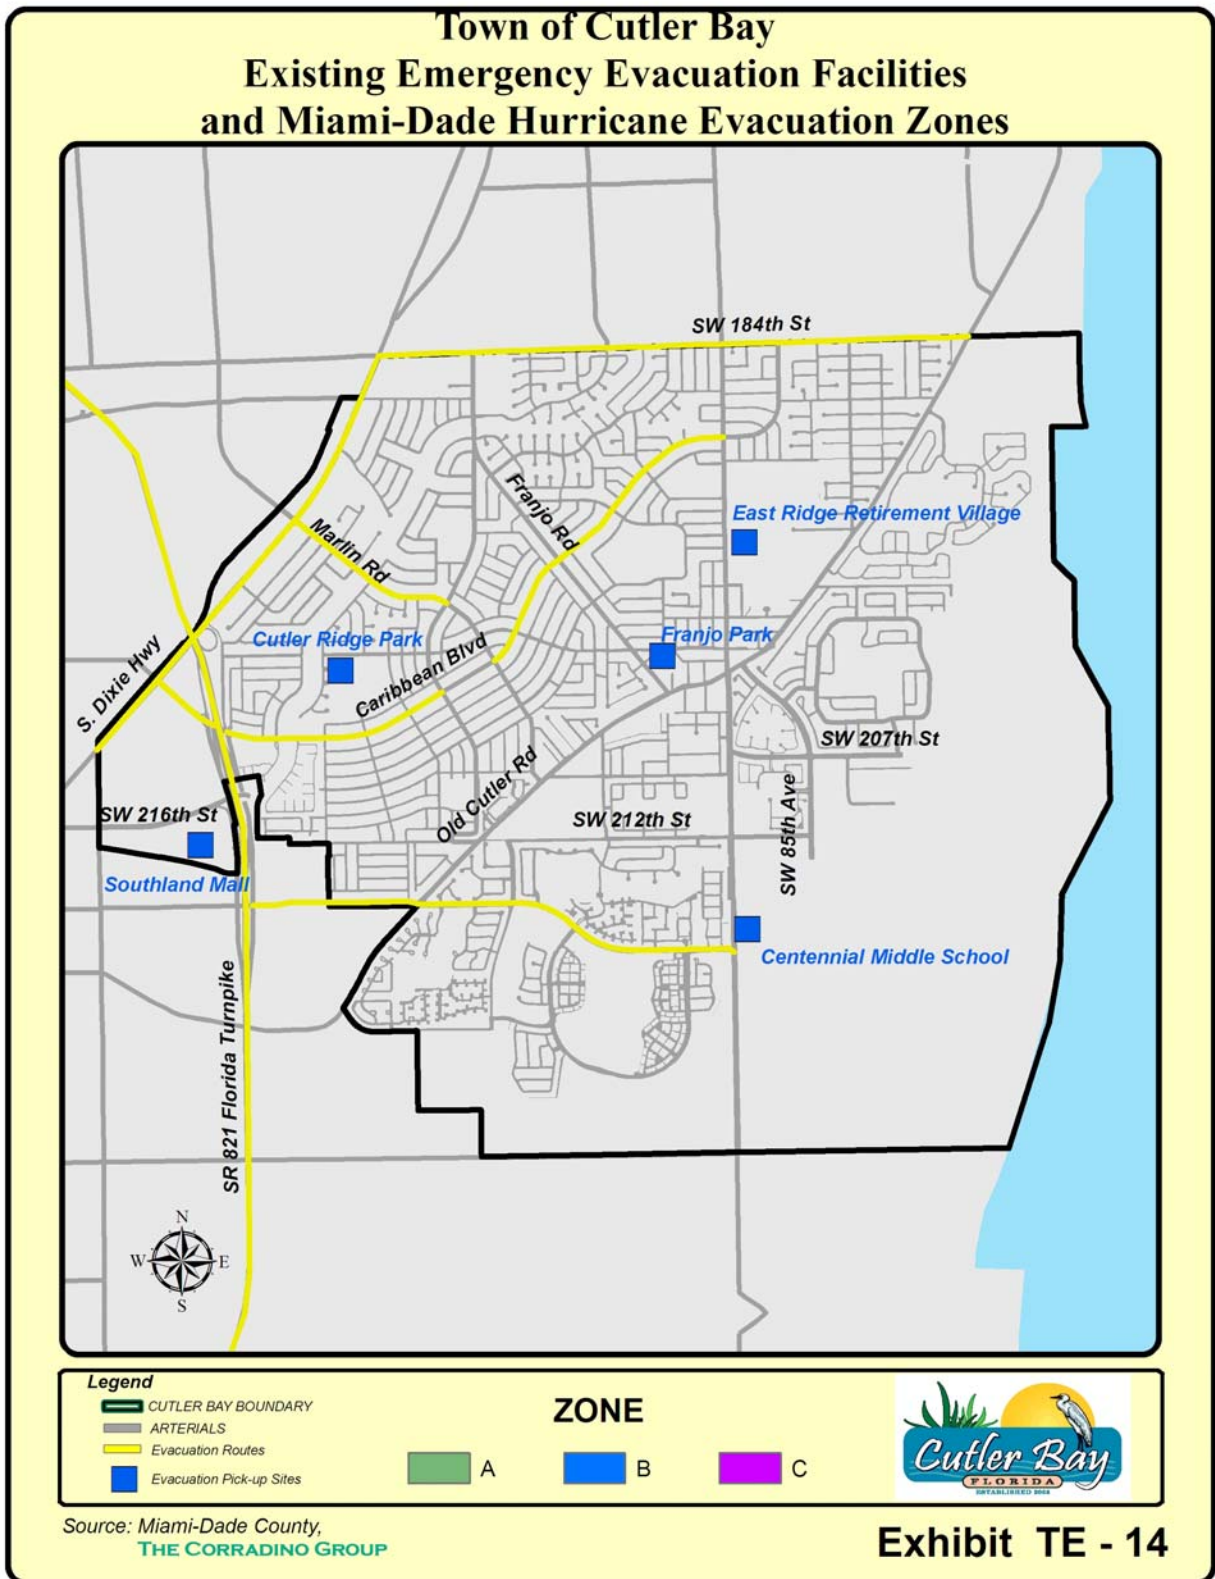 Town of Cutler Bay
Existing Emergency Evacuation Facilities
and Miami-Dade Hurricane Evacuation Zones
SW 184th St
Franjo Rd
East Ridge Retirement Village
Marlin Rd
Cutler Ridge Park
Franjo Park
S. Dixie Hwy
Caribbean Blvd
SW 207th St
Old Cutler Rd
SW 216th St
SW 212th St
SW 85th Ave
Southland Mall
Centennial Middle School
SR 821 Florida Turnpike
N
W E
S
Legend
CUTLER BAY BOUNDARY
ARTERIALS
Evacuation Routes
Evacuation Pick-up Sites
ZONE
A B C
Cutler Bay
FLORIDA
Source: Miami-Dade County,
THE CORRADINO GROUP
Exhibit TE - 14